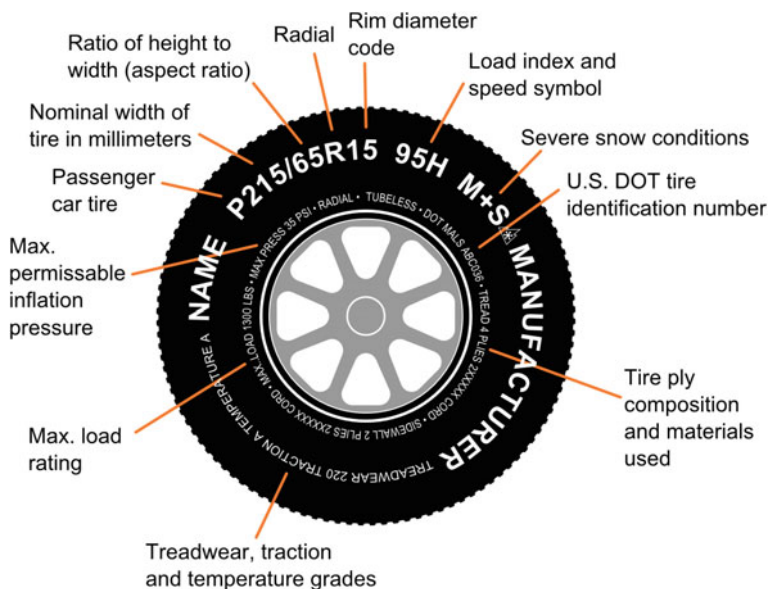 Rim diameter
code
Radial
Ratio of height to
width (aspect ratio)
Load index and
speed symbol
Nominal width of
tire in millimeters
Severe snow conditions
Passenger
car tire
U.S. DOT tire
identification number
Max.
permissable
inflation
pressure
Tire ply
composition
and materials
used
Max. load
rating
Treadwear, traction
and temperature grades
NAME P215/65R15 95H M+S MANUFACTURER
TREADWEAR 220 TRACTION A TEMPERATURE A
MAX. LOAD 1300 LBS • MAX PRESS 35 PSI • RADIAL • TUBELESS • DOT MALS ABC036 • TREAD 4 PLIES 2XXXXX CORD • SIDEWALL 2 PLIES 2XXXXX CORD •